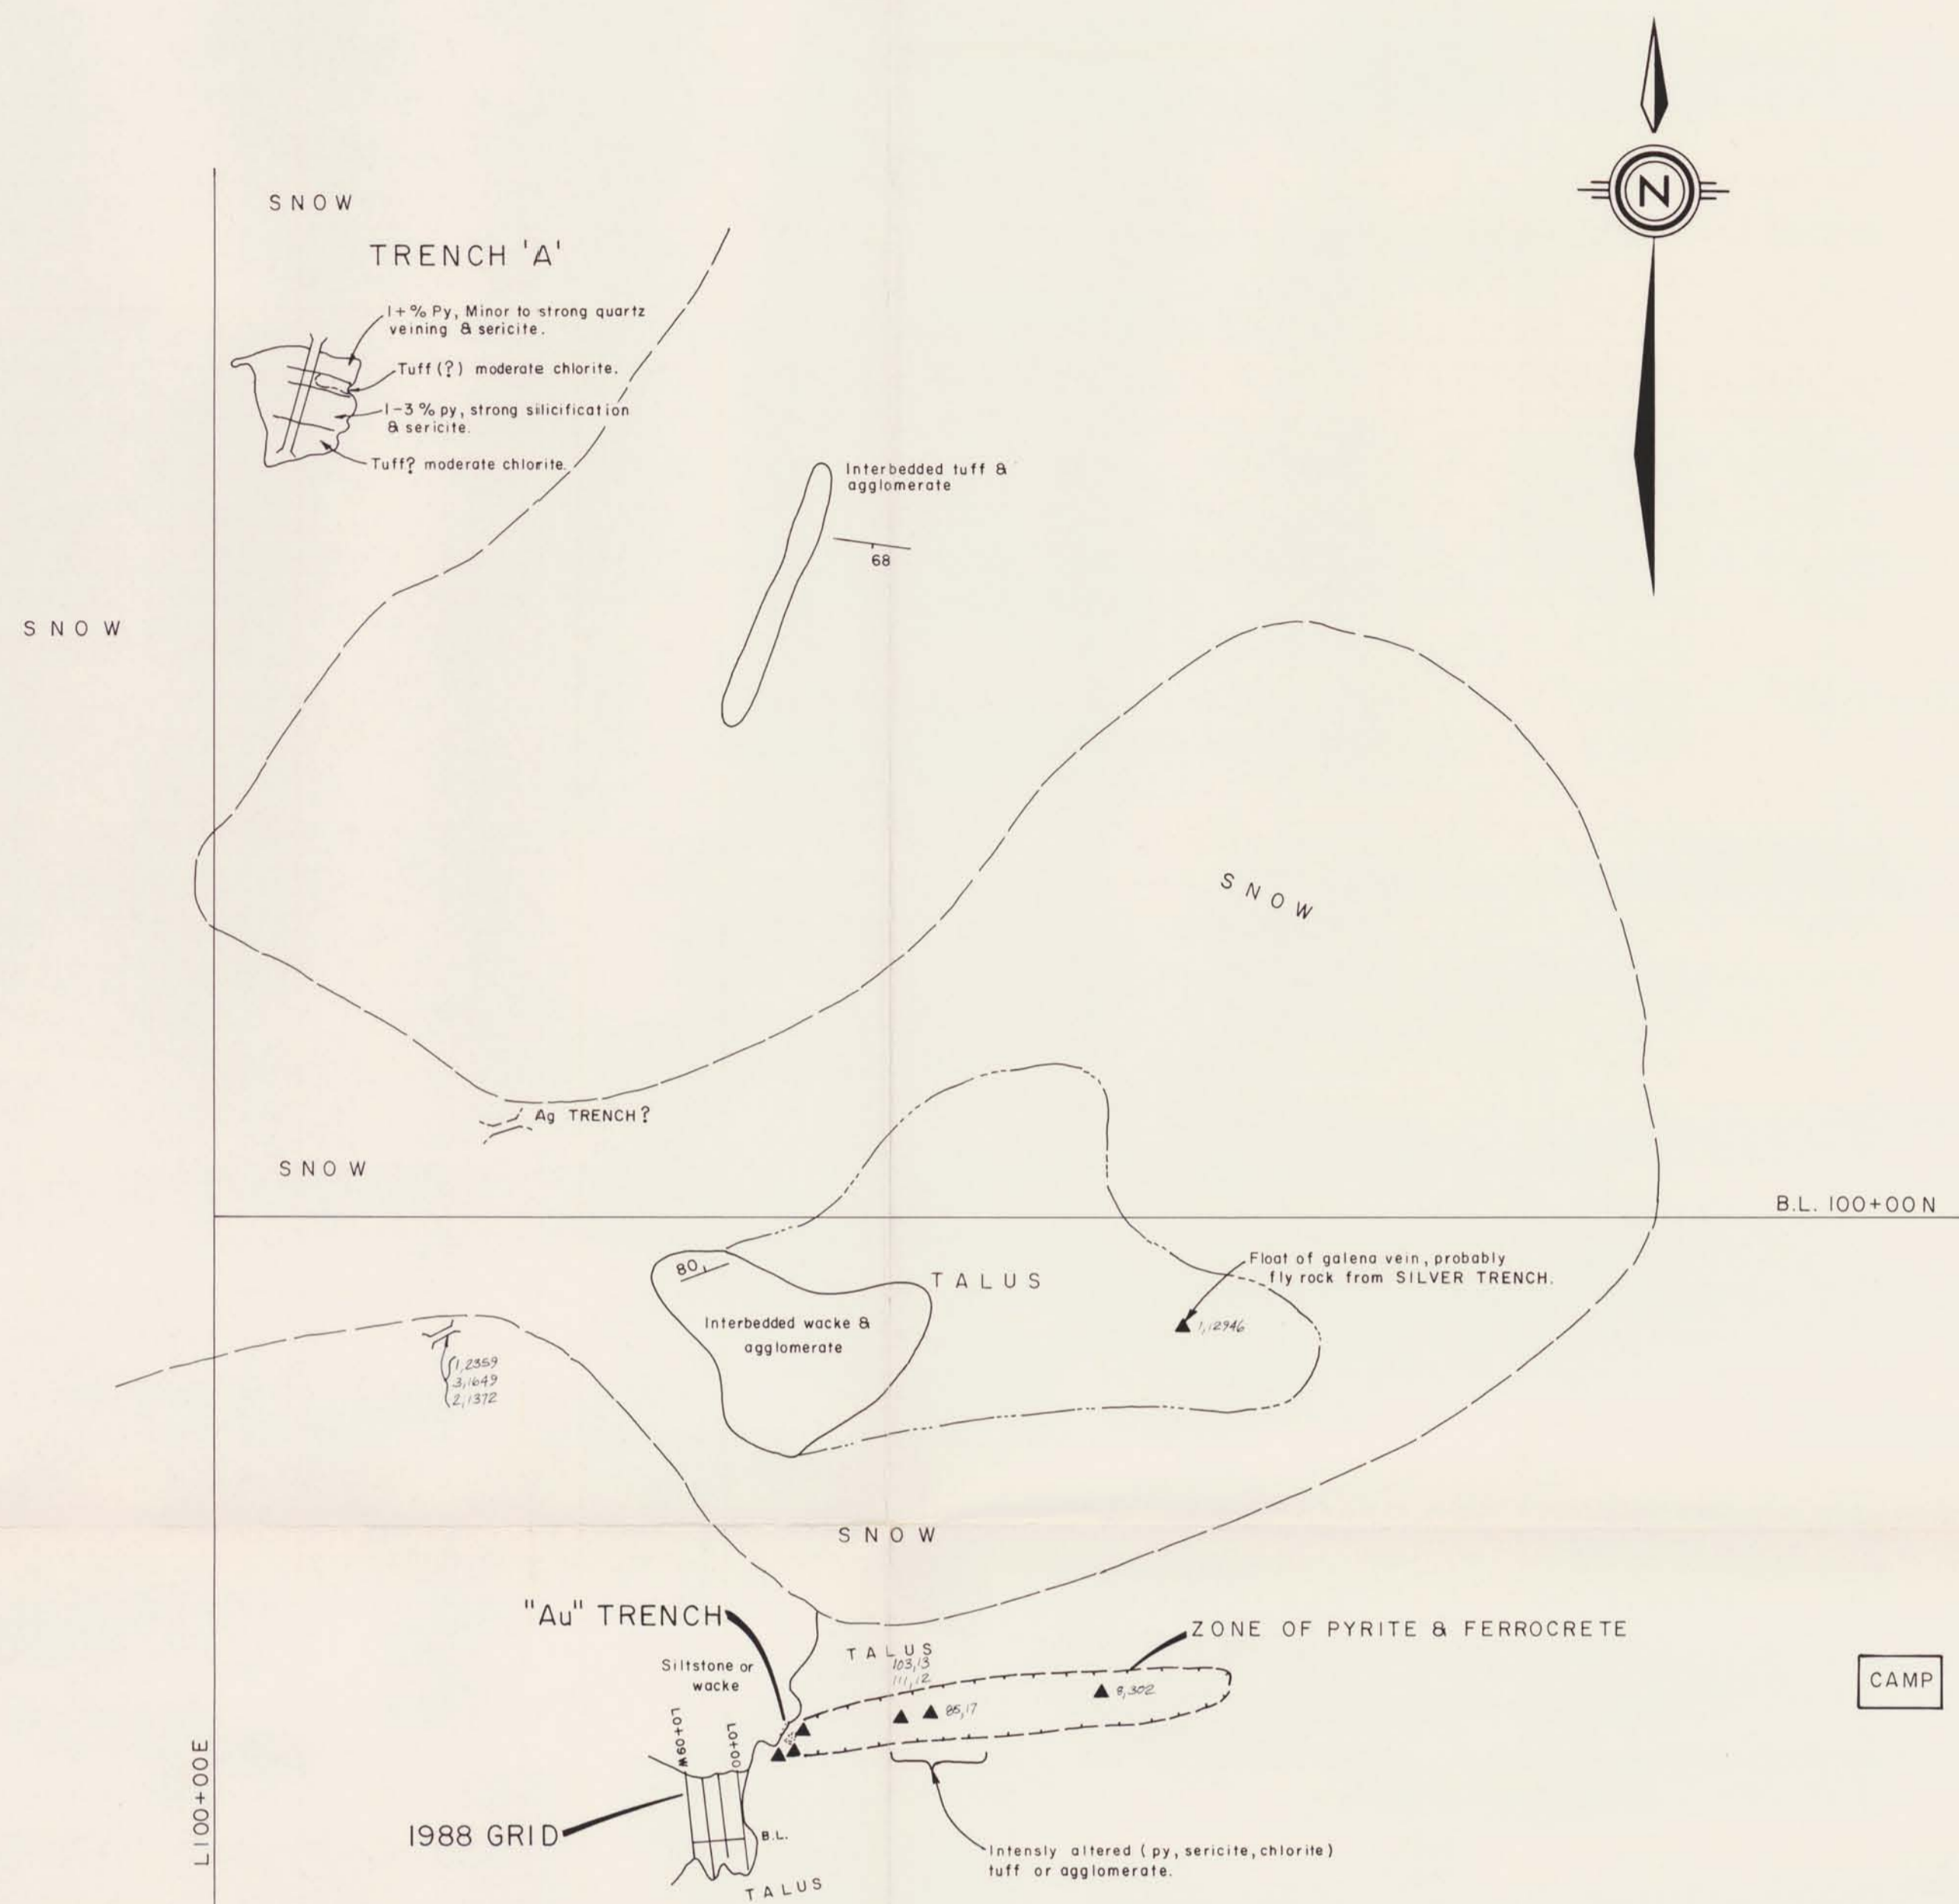 SNOW
TRENCH 'A'
1+% Py, Minor to strong quartz
veining & sericite.
Tuff (?) moderate chlorite.
1-3% py, strong silicification
& sericite.
Tuff? moderate chlorite.
N
Interbedded tuff &
agglomerate
68
SNOW
SNOW
Ag TRENCH?
SNOW
B.L. 100+00N
80
TALUS
Float of galena vein, probably
fly rock from SILVER TRENCH.
1,12946
Interbedded wacke &
agglomerate
1,2359
3,1649
2,1372
SNOW
"Au" TRENCH
ZONE OF PYRITE & FERROCRETE
TALUS
103,13
111,12
Siltstone or
wacke
85,17
8,302
CAMP
L0+09W
L0+00
L100+00E
1988 GRID
B.L.
Intensly altered (py, sericite, chlorite)
tuff or agglomerate.
TALUS